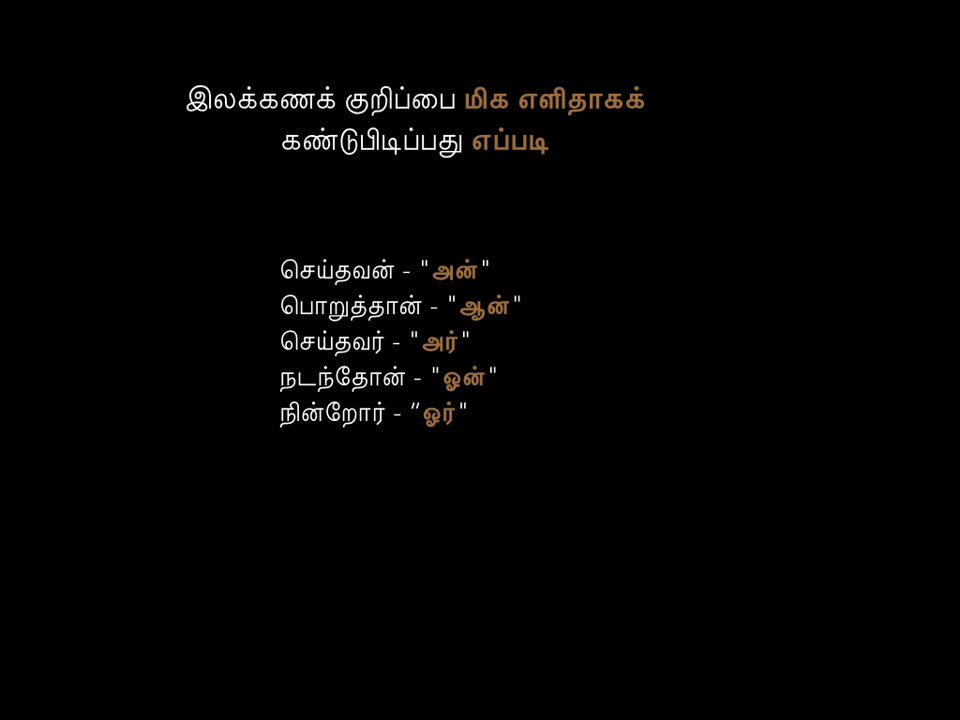 இலக்கணக் குறிப்பை மிக எளிதாகக்
கண்டுபிடிப்பது எப்படி
செய்தவன் - "அன்"
பொறுத்தான் - "ஆன்"
செய்தவர் - "அர்"
நடந்தோன் - "ஓன்"
நின்றோர் - “ஓர்"